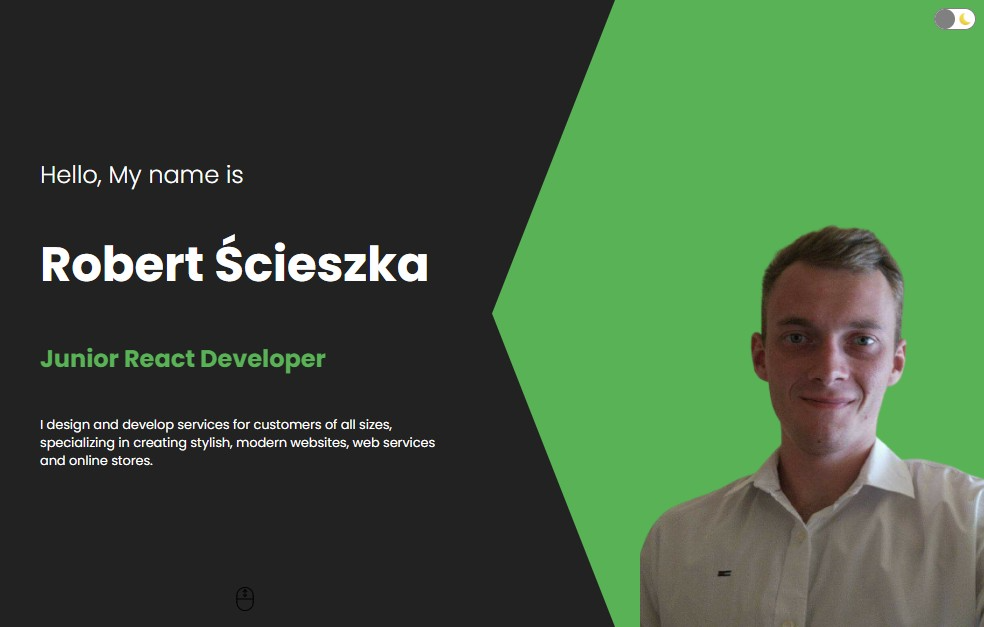 Hello, My name is
Robert Ścieszka
Junior React Developer
I design and develop services for customers of all sizes,
specializing in creating stylish, modern websites, web services
and online stores.